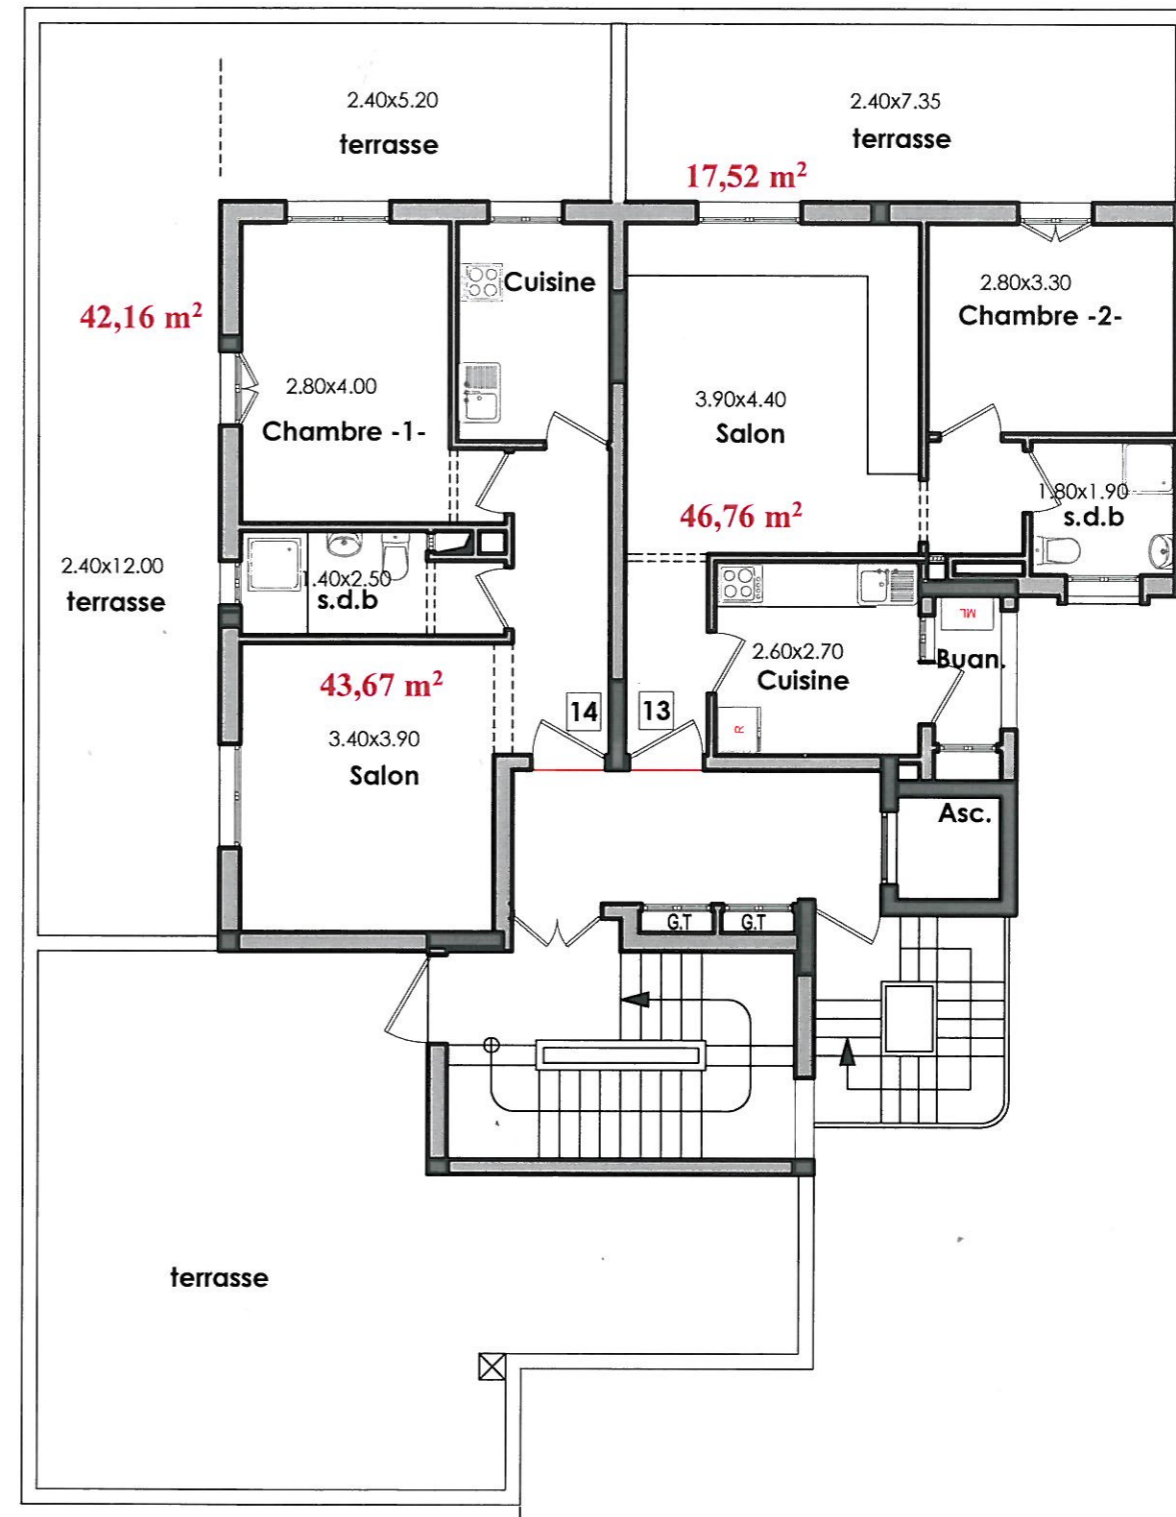 2.40x5.20
terrasse
2.40x7.35
terrasse
17,52 m²
42,16 m²
Cuisine
2.80x3.30
Chambre -2-
2.80x4.00
Chambre -1-
3.90x4.40
Salon
1.80x1.90
s.d.b
46,76 m²
2.40x12.00
terrasse
1.40x2.50
s.d.b
ML
2.60x2.70
Cuisine
Buan.
43,67 m²
14
13
R
3.40x3.90
Salon
Asc.
G.T
G.T
terrasse